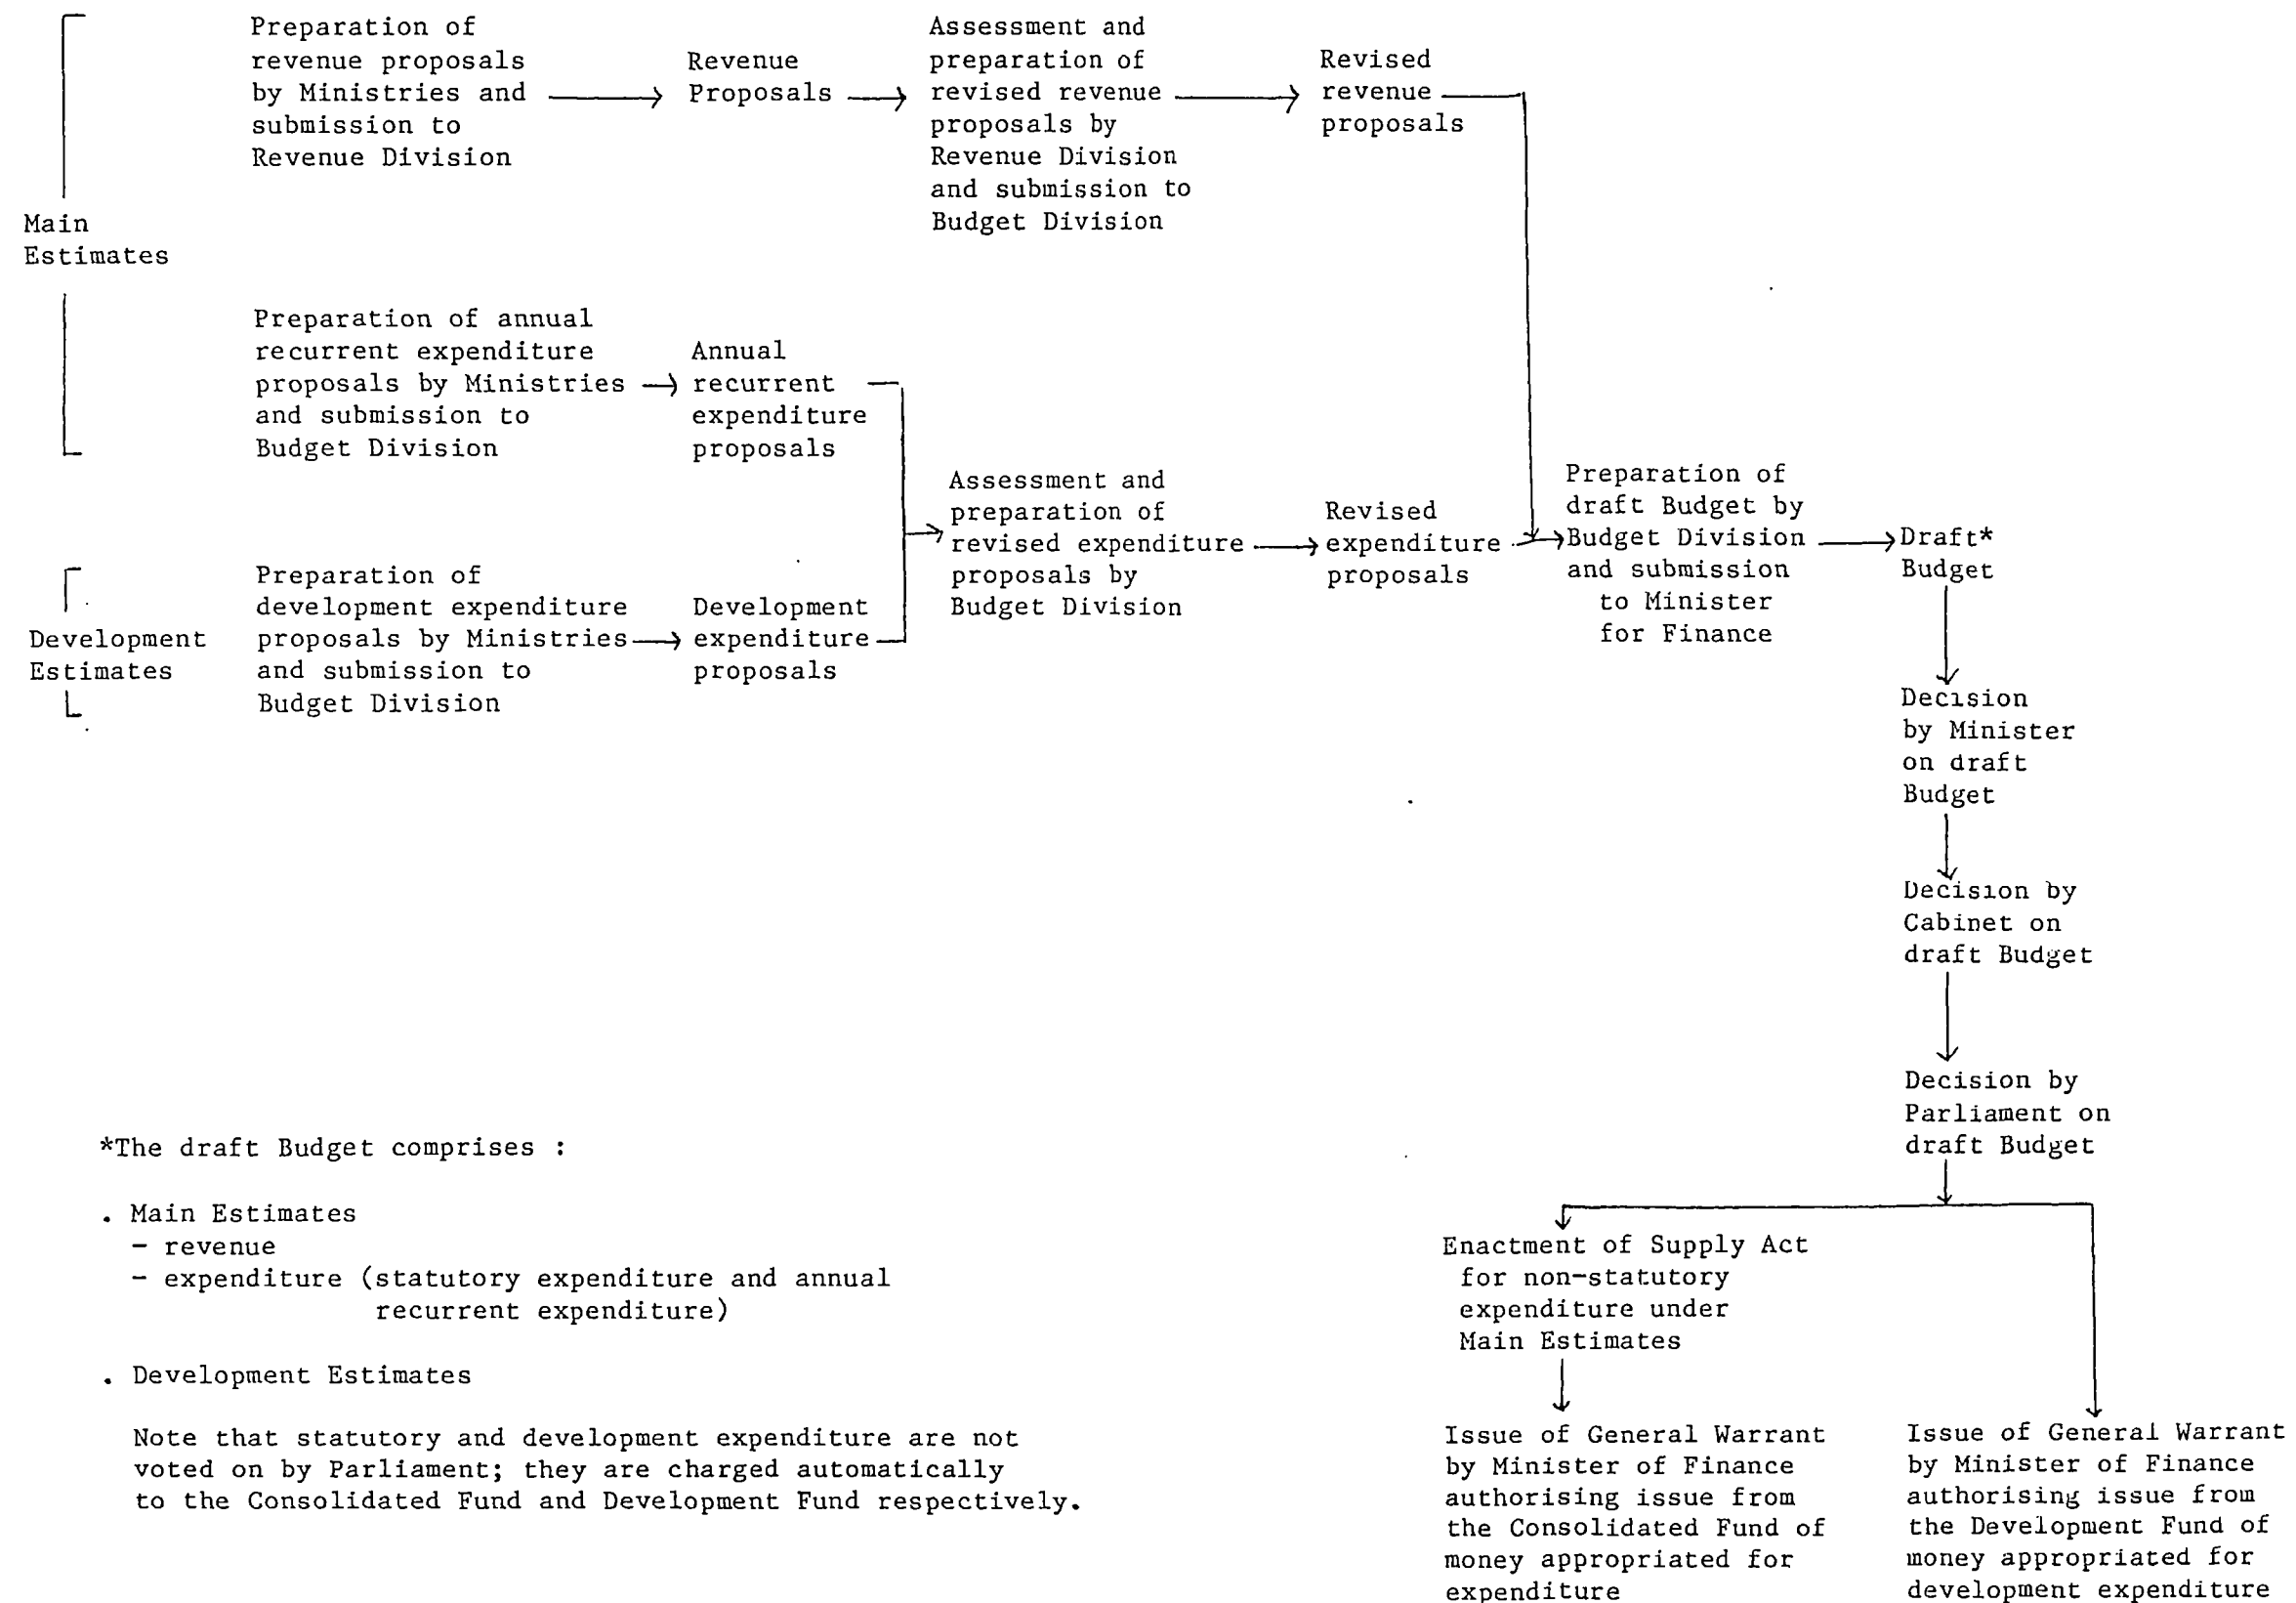 Main
Estimates
Preparation of
revenue proposals
by Ministries and
submission to
Revenue Division
Revenue
Proposals
Assessment and
preparation of
revised revenue
proposals by
Revenue Division
and submission to
Budget Division
Revised
revenue
proposals
Preparation of annual
recurrent expenditure
proposals by Ministries
and submission to
Budget Division
Annual
recurrent
expenditure
proposals
Development
Estimates
Preparation of
development expenditure
proposals by Ministries
and submission to
Budget Division
Development
expenditure
proposals
Assessment and
preparation of
revised expenditure
proposals by
Budget Division
Revised
expenditure
proposals
Preparation of
draft Budget by
Budget Division
and submission
to Minister
for Finance
Draft*
Budget
Decision
by Minister
on draft
Budget
Decision by
Cabinet on
draft Budget
Decision by
Parliament on
draft Budget
Enactment of Supply Act
for non-statutory
expenditure under
Main Estimates
Issue of General Warrant
by Minister of Finance
authorising issue from
the Consolidated Fund of
money appropriated for
expenditure
Issue of General Warrant
by Minister of Finance
authorising issue from
the Development Fund of
money appropriated for
development expenditure
*The draft Budget comprises :
. Main Estimates
- revenue
- expenditure (statutory expenditure and annual
recurrent expenditure)
. Development Estimates
Note that statutory and development expenditure are not
voted on by Parliament; they are charged automatically
to the Consolidated Fund and Development Fund respectively.